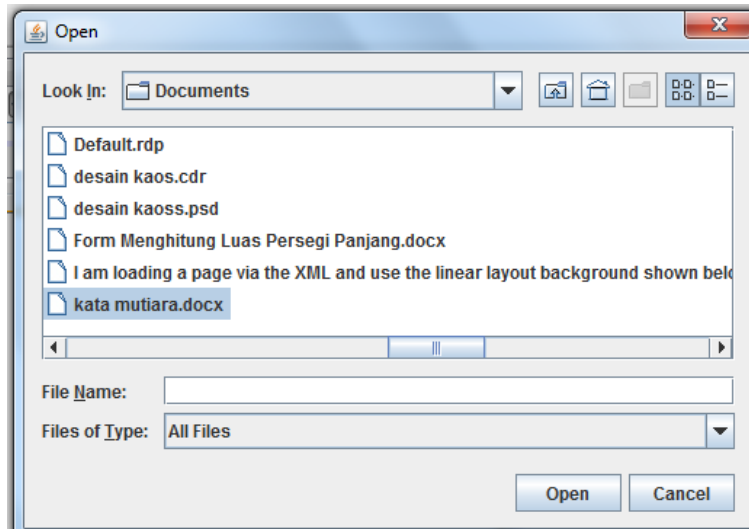 Open
Look In: Documents
Default.rdp
desain kaos.cdr
desain kaoss.psd
Form Menghitung Luas Persegi Panjang.docx
I am loading a page via the XML and use the linear layout background shown
kata mutiara.docx
File Name:
Files of Type: All Files
Open Cancel